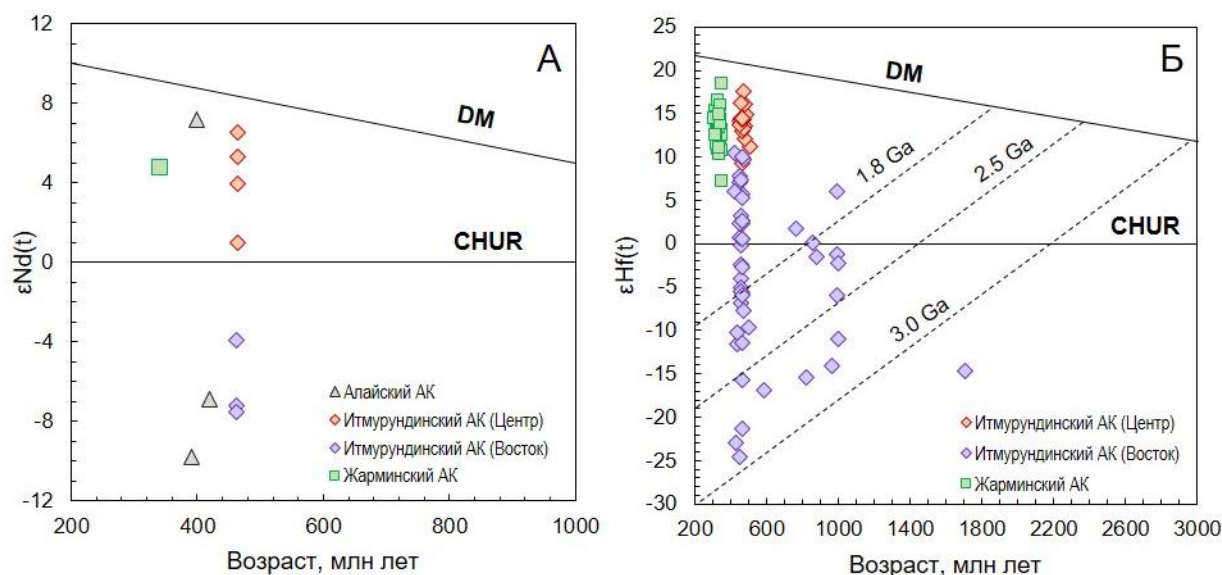 А
12
8
4
0
-4
-8
-12
εNd(t)
DM
CHUR
Алайский АК
Итмурундинский АК (Центр)
Итмурундинский АК (Восток)
Жарминский АК
200
400
600
800
1000
Возраст, млн лет
Б
25
20
15
10
5
0
-5
-10
-15
-20
-25
-30
εHf(t)
DM
1.8 Ga
2.5 Ga
3.0 Ga
CHUR
Итмурундинский АК (Центр)
Итмурундинский АК (Восток)
Жарминский АК
200
600
1000
1400
1800
2200
2600
3000
Возраст, млн лет